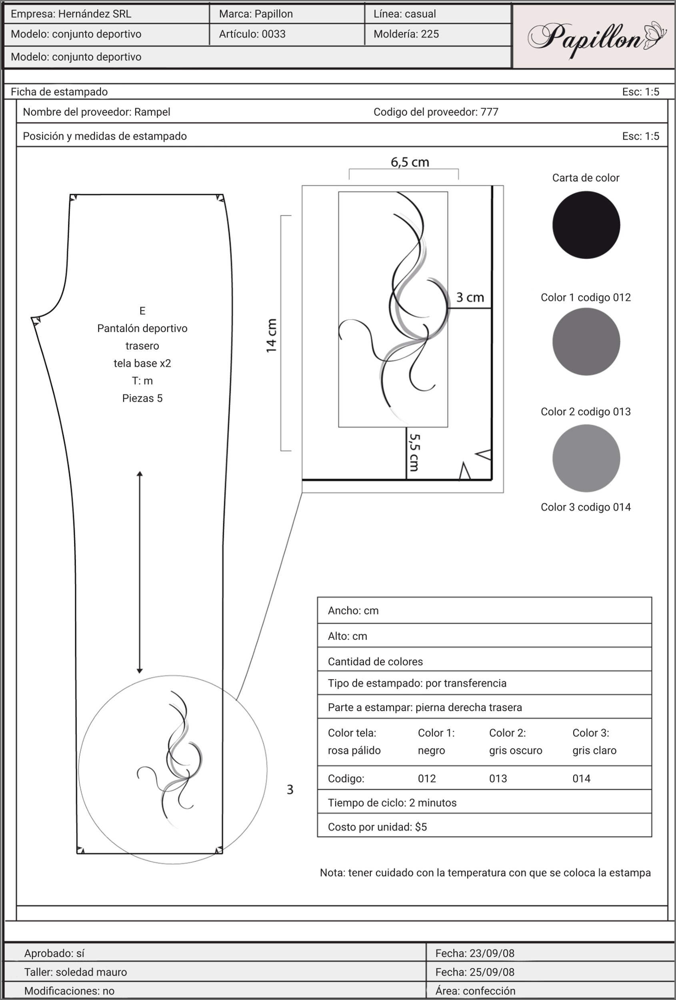 Empresa: Hernández SRL
Marca: Papillon
Línea: casual
Modelo: conjunto deportivo
Artículo: 0033
Moldería: 225
Modelo: conjunto deportivo
Papillon
Ficha de estampado
Esc: 1:5
Nombre del proveedor: Rampel
Codigo del proveedor: 777
Posición y medidas de estampado
Esc: 1:5
6,5 cm
14 cm
3 cm
5,5 cm
E
Pantalón deportivo
trasero
tela base x2
T: m
Piezas 5
Carta de color
Color 1 codigo 012
Color 2 codigo 013
Color 3 codigo 014
3
Ancho: cm
Alto: cm
Cantidad de colores
Tipo de estampado: por transferencia
Parte a estampar: pierna derecha trasera
Color tela: Color 1: Color 2: Color 3:
rosa pálido negro gris oscuro gris claro
Codigo: 012 013 014
Tiempo de ciclo: 2 minutos
Costo por unidad: $5
Nota: tener cuidado con la temperatura con que se coloca la estampa
Aprobado: sí
Fecha: 23/09/08
Taller: soledad mauro
Fecha: 25/09/08
Modificaciones: no
Área: confección